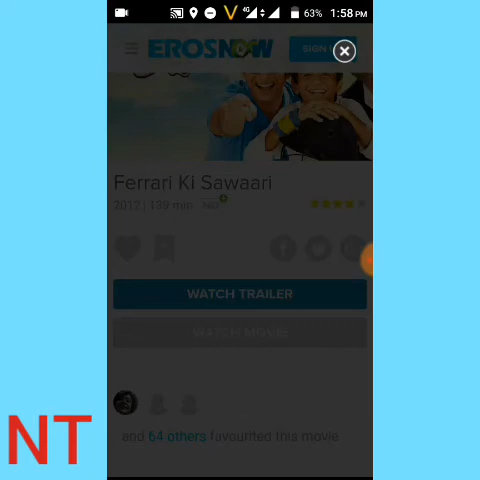 4G 63% 1:58 PM
EROSNOW SIGN
Ferrari Ki Sawaari
2012 | 139 min
WATCH TRAILER
WATCH MOVIE
and 64 others favourited this movie
NT